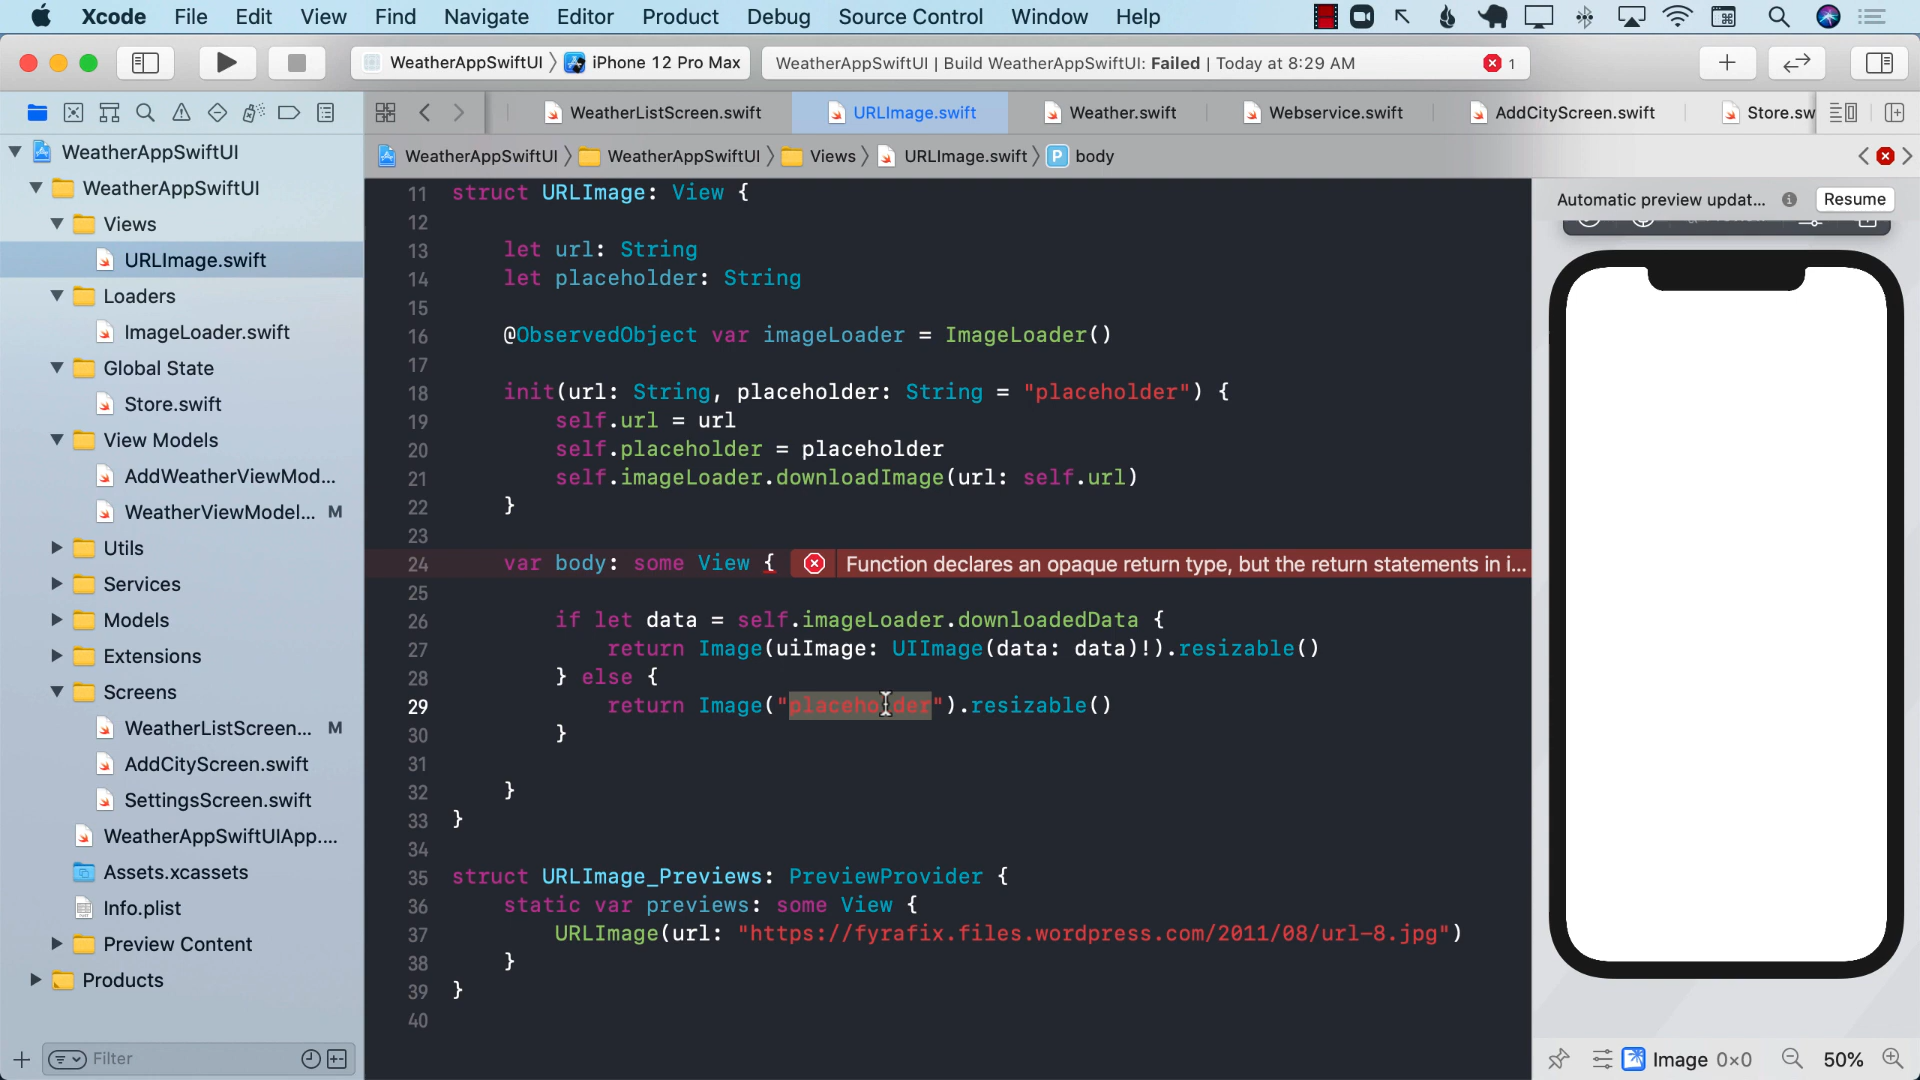 Xcode File Edit View Find Navigate Editor Product Debug Source Control Window Help
WeatherAppSwiftUI 〉 iPhone 12 Pro Max
WeatherAppSwiftUI | Build WeatherAppSwiftUI: Failed | Today at 8:29 AM 1
WeatherListScreen.swift URLImage.swift Weather.swift Webservice.swift AddCityScreen.swift Store.sw
WeatherAppSwiftUI 〉 WeatherAppSwiftUI 〉 Views 〉 URLImage.swift 〉 P body
WeatherAppSwiftUI
WeatherAppSwiftUI
Views
URLImage.swift
Loaders
ImageLoader.swift
Global State
Store.swift
View Models
AddWeatherViewMod...
WeatherViewModel... M
Utils
Services
Models
Extensions
Screens
WeatherListScreen... M
AddCityScreen.swift
SettingsScreen.swift
WeatherAppSwiftUIApp....
Assets.xcassets
Info.plist
Preview Content
Products
Filter
11 struct URLImage: View {
12
13 let url: String
14 let placeholder: String
15
16 @ObservedObject var imageLoader = ImageLoader()
17
18 init(url: String, placeholder: String = "placeholder") {
19 self.url = url
20 self.placeholder = placeholder
21 self.imageLoader.downloadImage(url: self.url)
22 }
23
24 var body: some View { Function declares an opaque return type, but the return statements in i...
25
26 if let data = self.imageLoader.downloadedData {
27 return Image(uiImage: UIImage(data: data)!).resizable()
28 } else {
29 return Image("placeholder").resizable()
30 }
31
32 }
33 }
34
35 struct URLImage_Previews: PreviewProvider {
36 static var previews: some View {
37 URLImage(url: "https://fyrafix.files.wordpress.com/2011/08/url-8.jpg")
38 }
39 }
40
Automatic preview updat... Resume
Image 0×0 50%